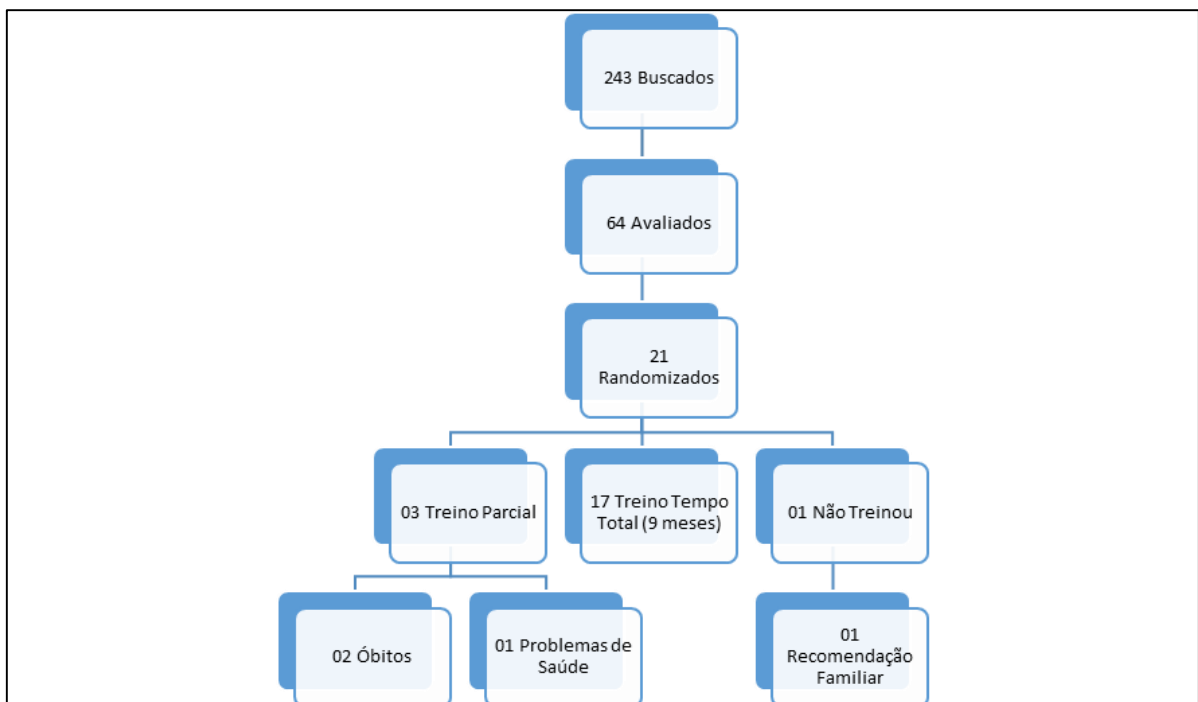 243 Buscados
64 Avaliados
21
Randomizados
03 Treino Parcial
17 Treino Tempo
Total (9 meses)
01 Não Treinou
02 Óbitos
01 Problemas de
Saúde
01
Recomendação
Familiar